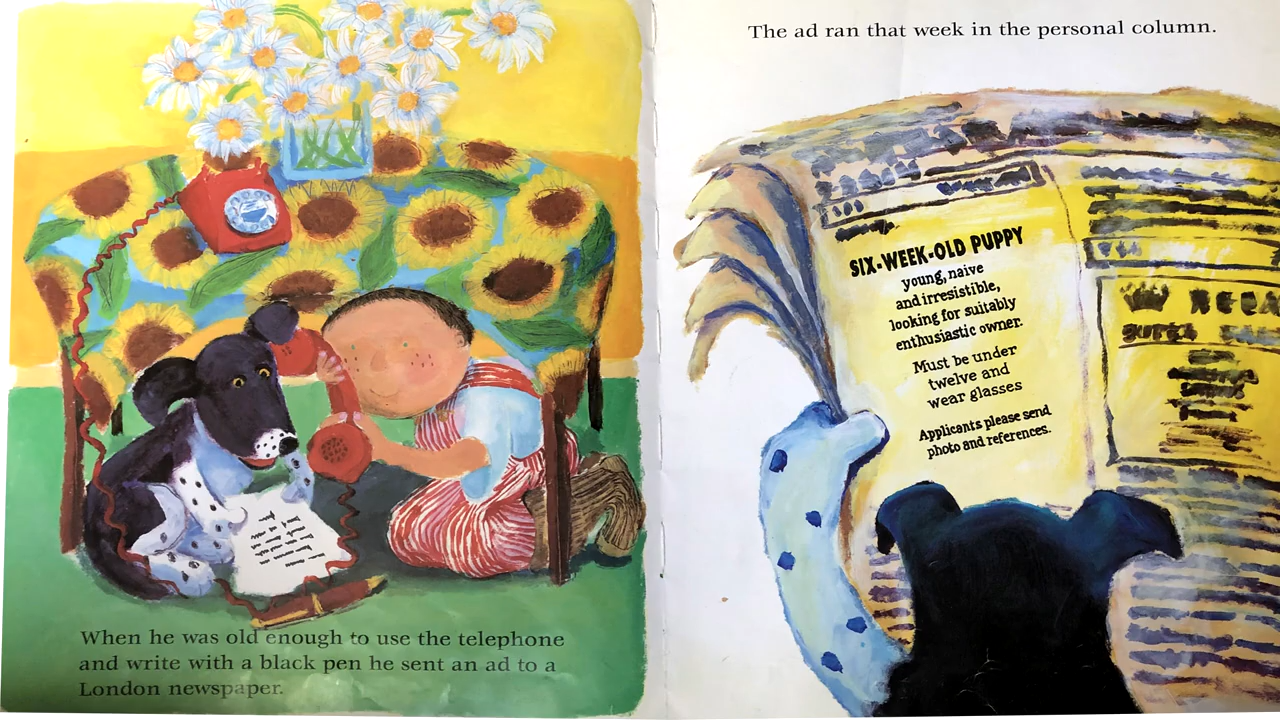 When he was old enough to use the telephone
and write with a black pen he sent an ad to a
London newspaper.
The ad ran that week in the personal column.
SIX-WEEK-OLD PUPPY
young, naive
and irresistible,
looking for suitably
enthusiastic owner.
Must be under
twelve and
wear glasses
Applicants please send
photo and references.